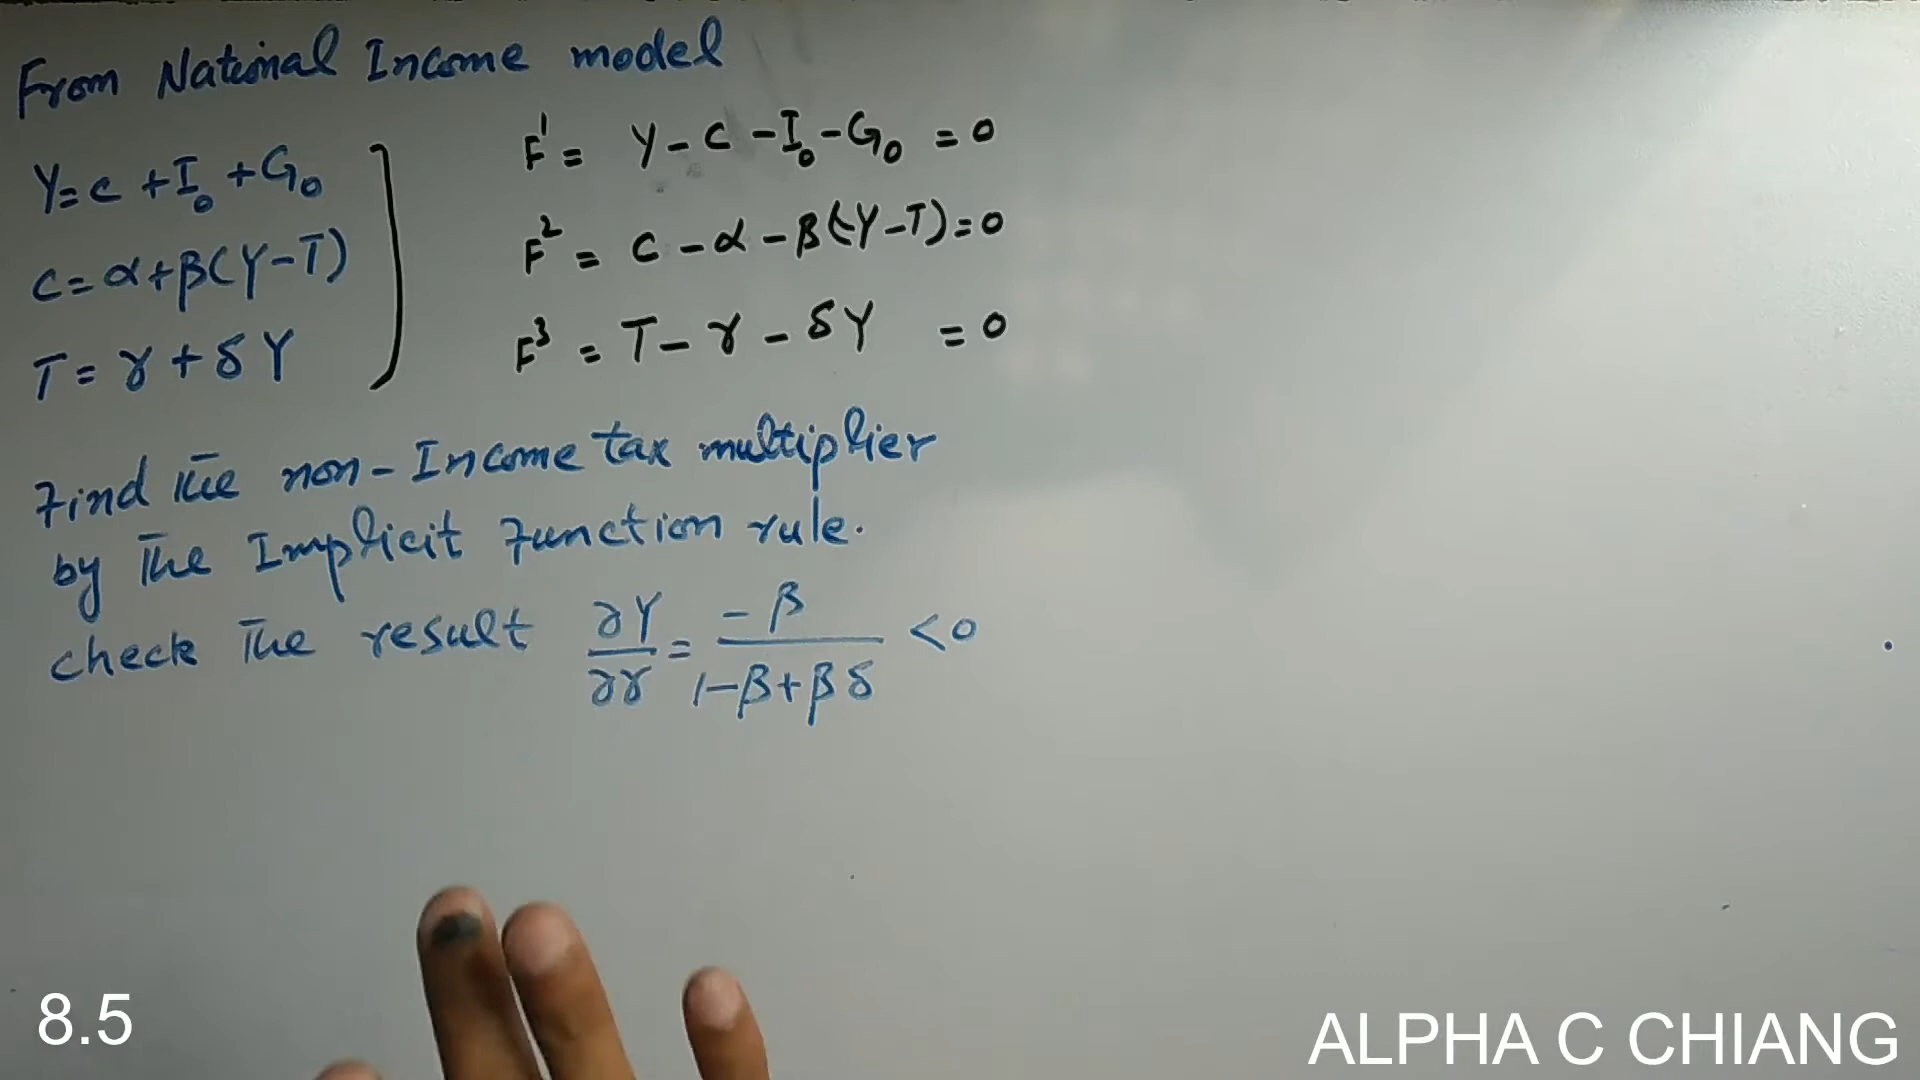 From National Income model
Y = C + I₀ + G₀
C = α + β(Y - T)
T = γ + δY
F¹ = Y - C - I₀ - G₀ = 0
F² = C - α - β(Y - T) = 0
F³ = T - γ - δY = 0
Find the non-Income tax multiplier
by the Implicit Function rule.
check the result ∂Y/∂γ = -β/(1-β+βδ) < 0
8.5
ALPHA C CHIANG